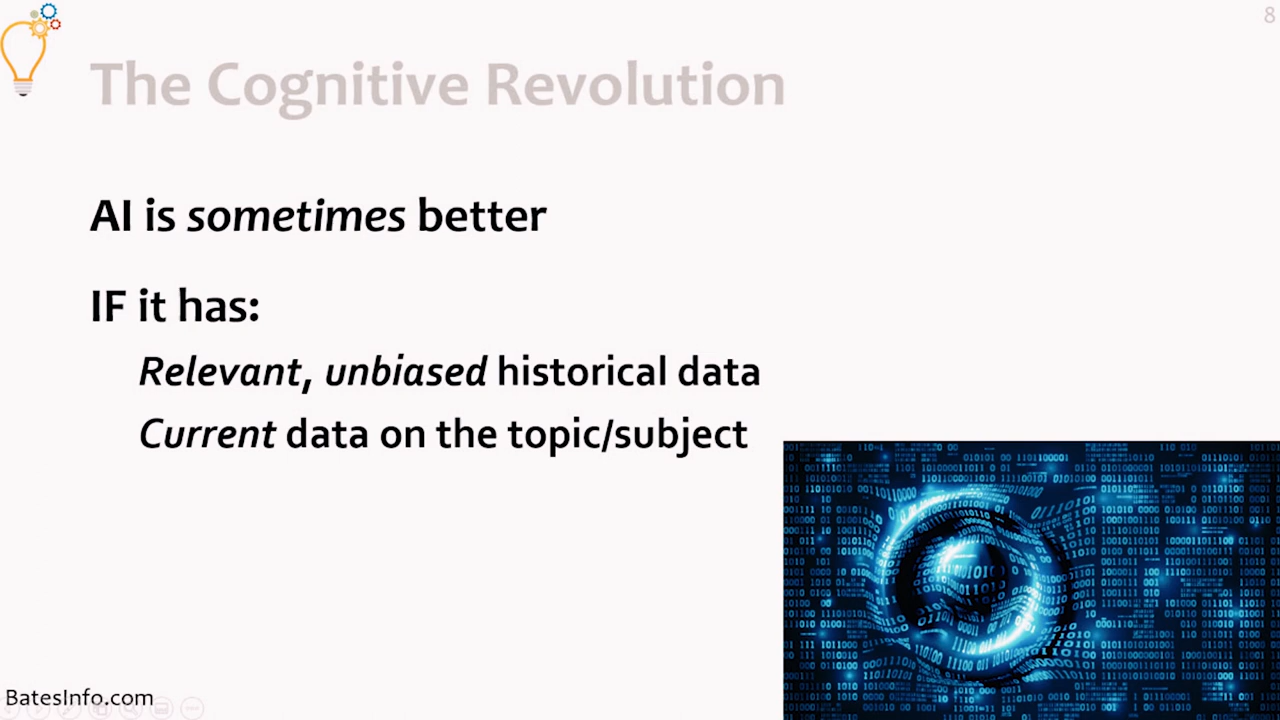 8
The Cognitive Revolution
AI is sometimes better
IF it has:
Relevant, unbiased historical data
Current data on the topic/subject
BatesInfo.com